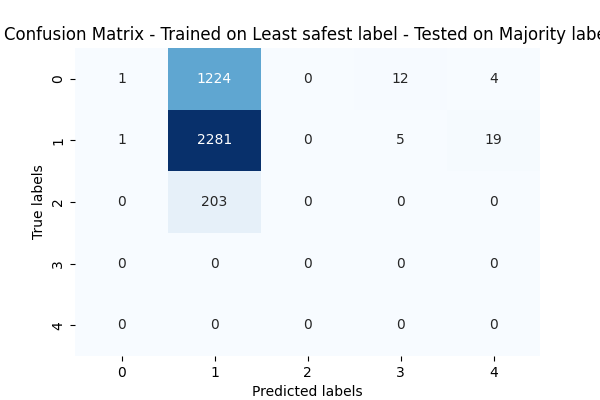 Confusion Matrix - Trained on Least safest label - Tested on Majority labe
0 1 1224 0 12 4
1 1 2281 0 5 19
2 0 203 0 0 0
3 0 0 0 0 0
4 0 0 0 0 0
True labels
0 1 2 3 4
Predicted labels